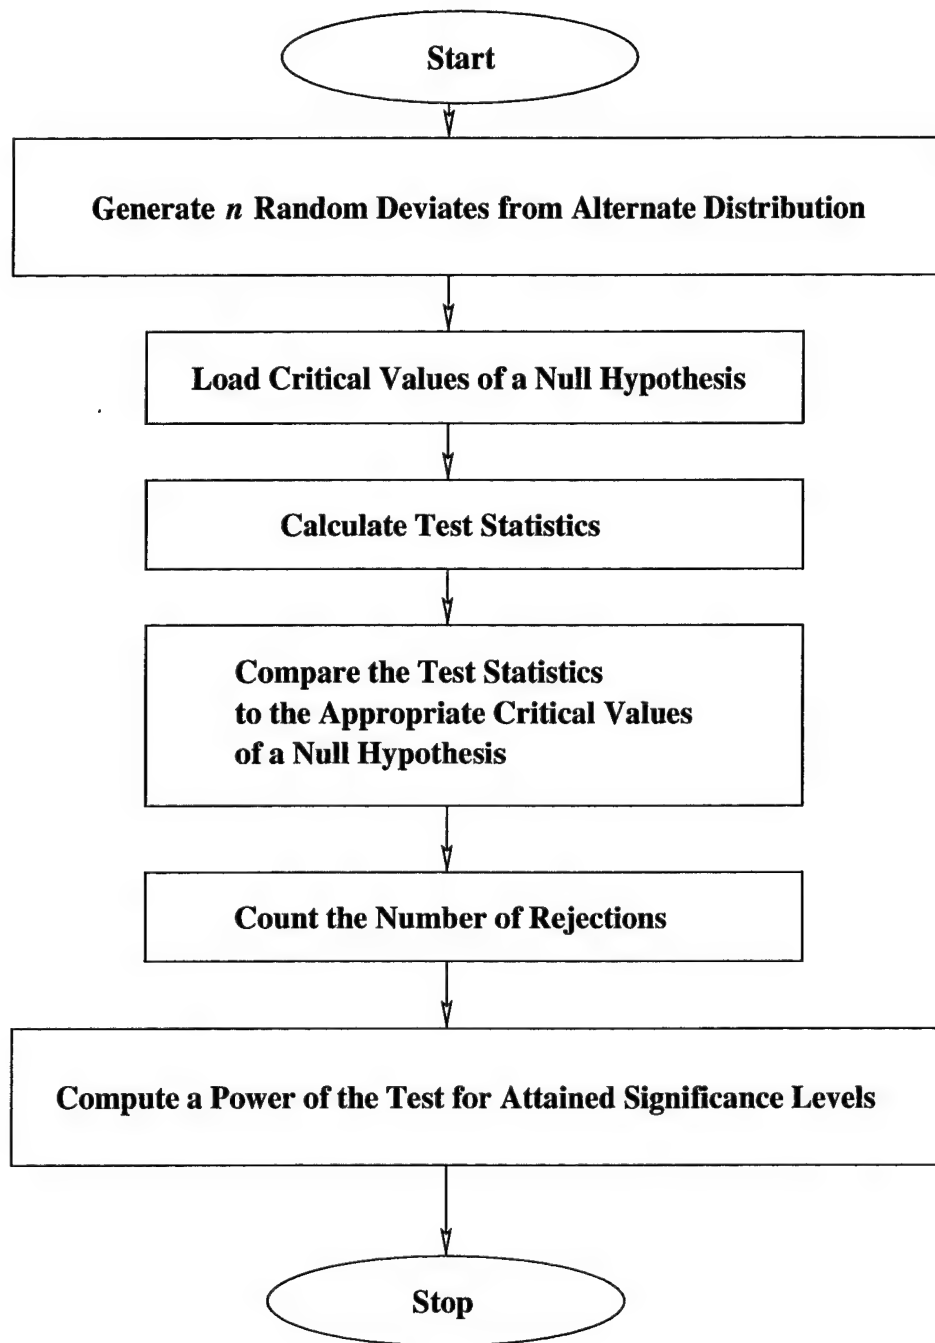 Start
Generate n Random Deviates from Alternate Distribution
Load Critical Values of a Null Hypothesis
Calculate Test Statistics
Compare the Test Statistics
to the Appropriate Critical Values
of a Null Hypothesis
Count the Number of Rejections
Compute a Power of the Test for Attained Significance Levels
Stop